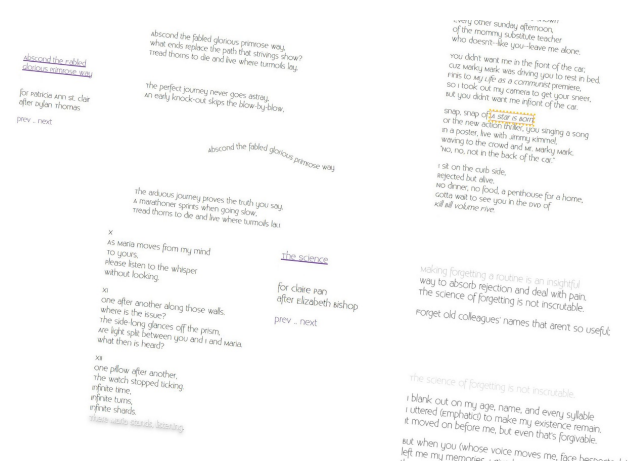 Abscond the fabled
glorious primrose way
for Patricia Ann St. Clair
after Dylan Thomas
prev .. next
Abscond the fabled glorious primrose way,
What ends replace the path that strivings show?
Tread thorns to die and live where turmoils lay.
The perfect journey never goes astray,
An early knock-out skips the blow-by-blow,
Abscond the fabled glorious primrose way
The arduous journey proves the truth you say,
A marathoner sprints when going slow,
Tread thorns to die and live where turmoils lau
X
As Maria moves from my mind
To yours,
Please listen to the whisper
Without looking.
XI
One after another along those walls.
Where is the issue?
The side-long glances off the prism,
Are light split between you and I and Maria.
What then is heard?
XII
One pillow after another,
The watch stopped ticking.
Infinite time,
Infinite turns,
Infinite shards.
The science
for Claire Ban
after Elizabeth Bishop
prev .. next
Every other Sunday afternoon,
of the mommy substitute teacher
who doesn't--like you--leave me alone.
You didn't want me in the front of the car;
Cuz Marky Mark was driving you to rest in bed.
Finis to My Life as a Communist premiere,
So I took out my camera to get your sneer,
But you didn't want me infront of the car.
Snap, snap of A Star is Born!
or the new action thriller, you singing a song
in a poster, live with Jimmy Kimmel,
waving to the crowd and Mr. Marky Mark.
"No, no, not in the back of the car."
I sit on the curb side,
Rejected but alive,
No dinner, no food, a penthouse for a home,
Gotta wait to see you in the DVD of
Kill Bill Volume Five.
Making forgetting a routine is an insightful
way to absorb rejection and deal with pain.
The science of forgetting is not inscrutable.
Forget old colleagues' names that aren't so useful:
The science of forgetting is not inscrutable.
I blank out on my age, name, and every syllable
I uttered (emphatic!) to make my existence remain.
It moved on before me, but even that's forgivable.
But when you (whose voice moves me, face
left me my memories